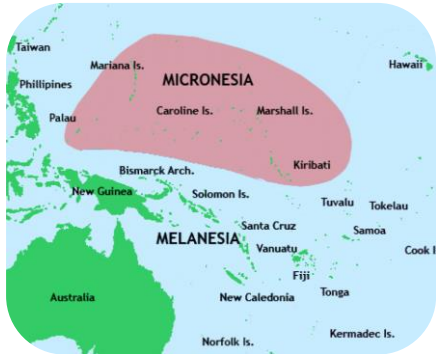 Taiwan
Hawaii
Mariana Is.
MICRONESIA
Phillipines
Caroline Is.
Marshall Is.
Palau
Kiribati
Bismarck Arch.
New Guinea
Solomon Is.
Tuvalu
Tokelau
Santa Cruz
Samoa
MELANESIA
Vanuatu
Cook I
Fiji
Australia
New Caledonia
Tonga
Kermadec Is.
Norfolk Is.